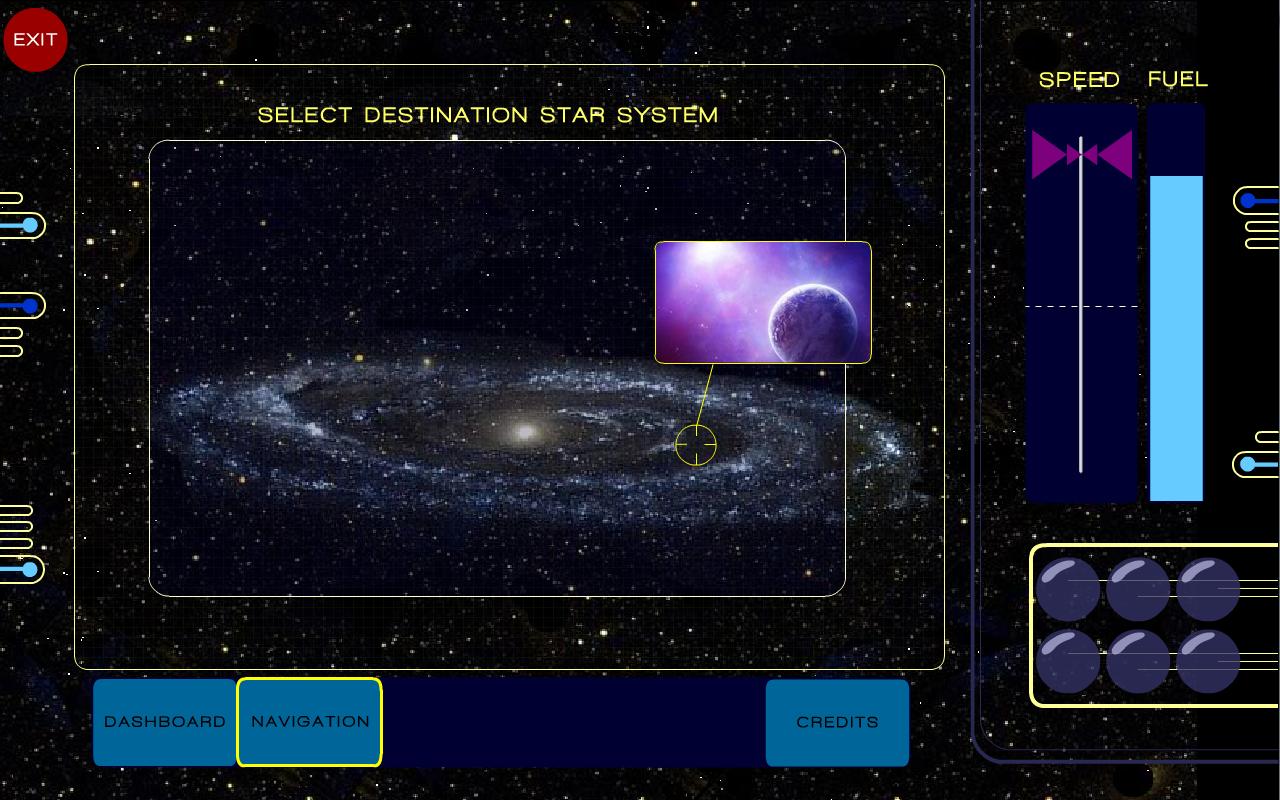 EXIT
SELECT DESTINATION STAR SYSTEM
SPEED
FUEL
DASHBOARD
NAVIGATION
CREDITS